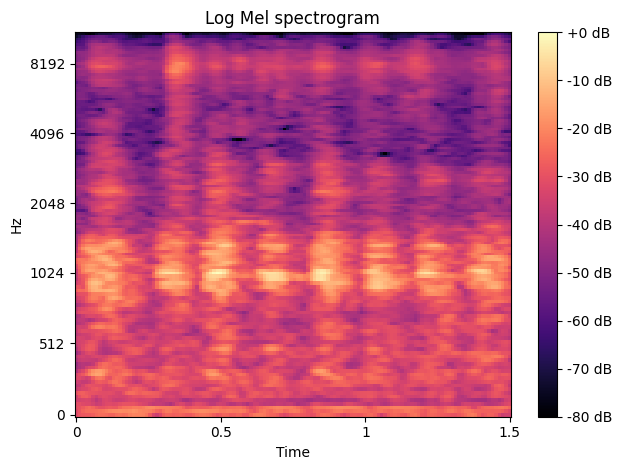 Log Mel spectrogram
+0 dB
8192
-10 dB
-20 dB
4096
-30 dB
2048
-40 dB
Hz
-50 dB
1024
-60 dB
512
-70 dB
0
-80 dB
0 0.5 1 1.5
Time